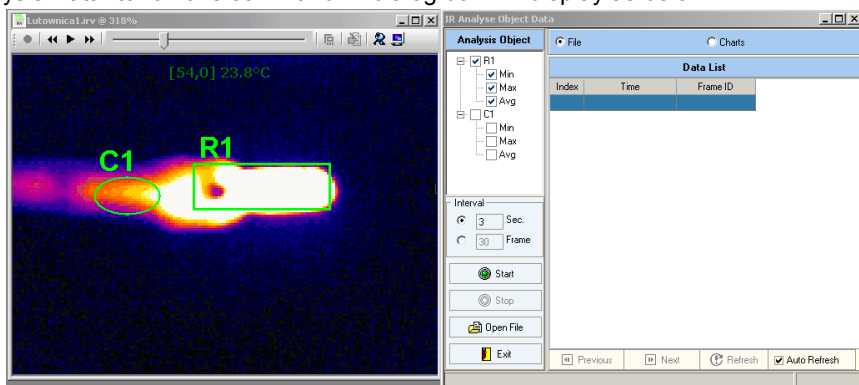 Lutownica1.irv @ 318%
[54,0] 23.8°C
C1
R1
IR Analyse Object Data
Analysis Object
File
Charts
R1
Min
Max
Avg
C1
Min
Max
Avg
Data List
Index Time Frame ID
Interval
3 Sec.
30 Frame
Start
Stop
Open File
Exit
Previous
Next
Refresh
Auto Refresh